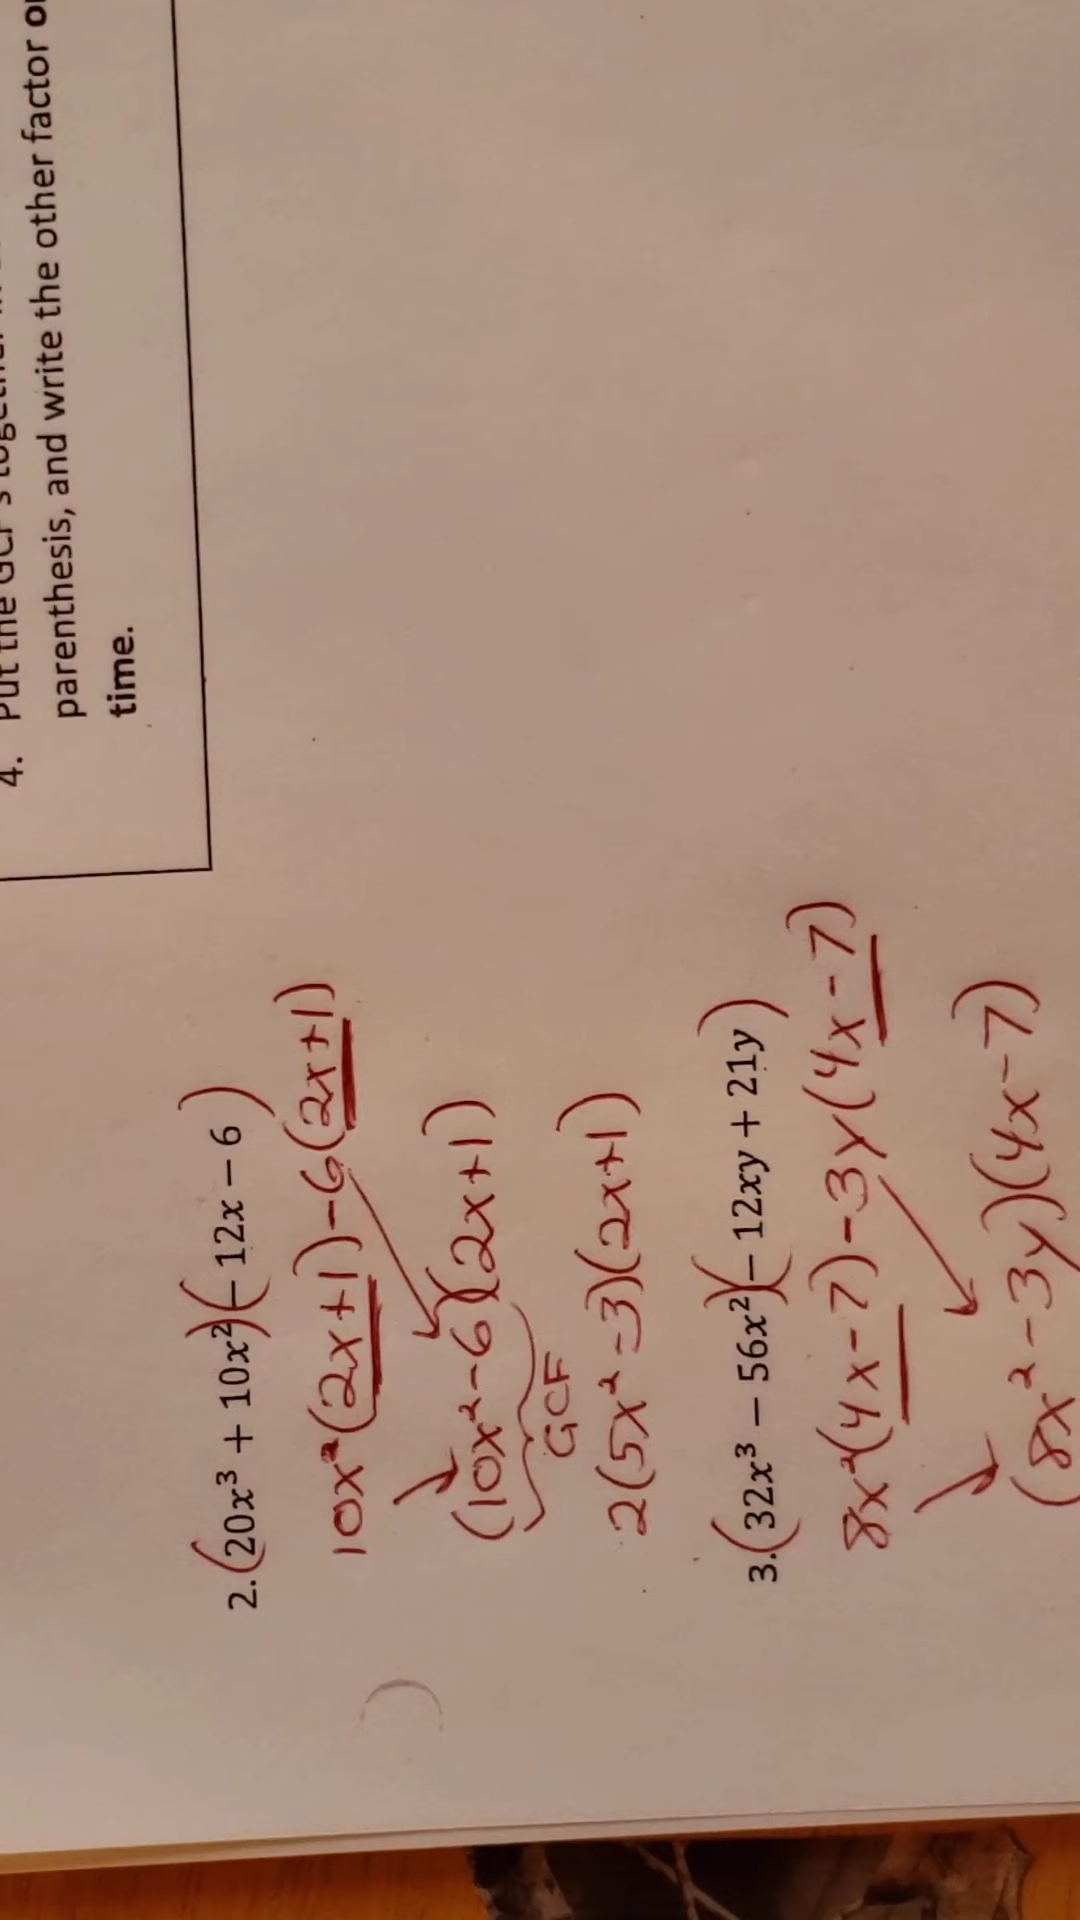 4. Put the GCF's together in
parenthesis, and write the other factor
time.
2. (20x³ + 10x²)(− 12x − 6)
10x²(2x+1)-6(2x+1)
(10x²-6)(2x+1)
GCF
2(5x²-3)(2x+1)
3. (32x³ − 56x²)(− 12xy + 21y)
8x²(4x-7)-3y(4x-7)
(8x²-3y)(4x-7)